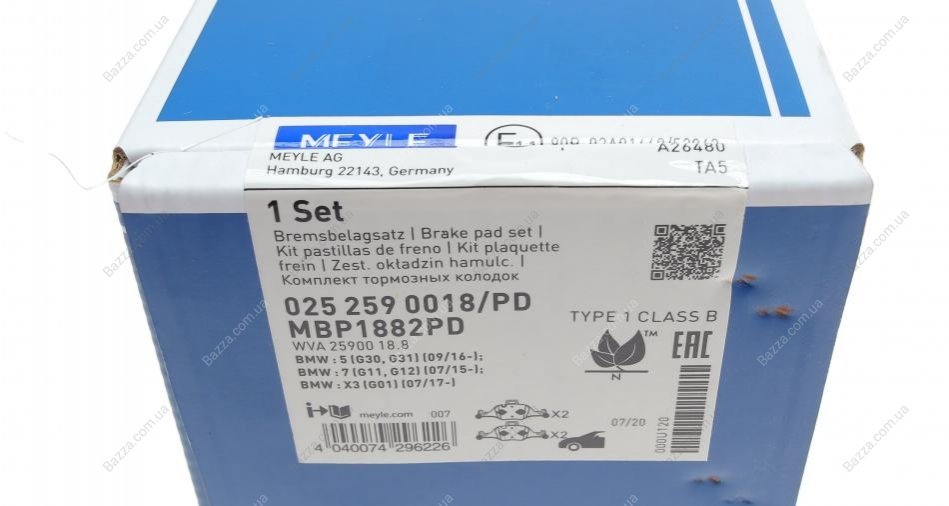 MEYLE
E11
A26480
MEYLE AG
TA5
Hamburg 22143, Germany
1 Set
Bremsbelagsatz | Brake pad set |
Kit pastillas de freno | Kit plaquette
frein | Zest. okładzin hamulc. |
Комплект тормозных колодок
025 259 0018/PD
MBP1882PD
TYPE 1 CLASS B
WVA 25900 18.8
BMW : 5 (G30, G31) (09/16-);
BMW : 7 (G11, G12) (07/15-);
BMW : X3 (G01) (07/17-)
TM
EAC
N
meyle.com 007
X2
X2
07/20
000U120
4 040074 296226
Bazza.com.ua